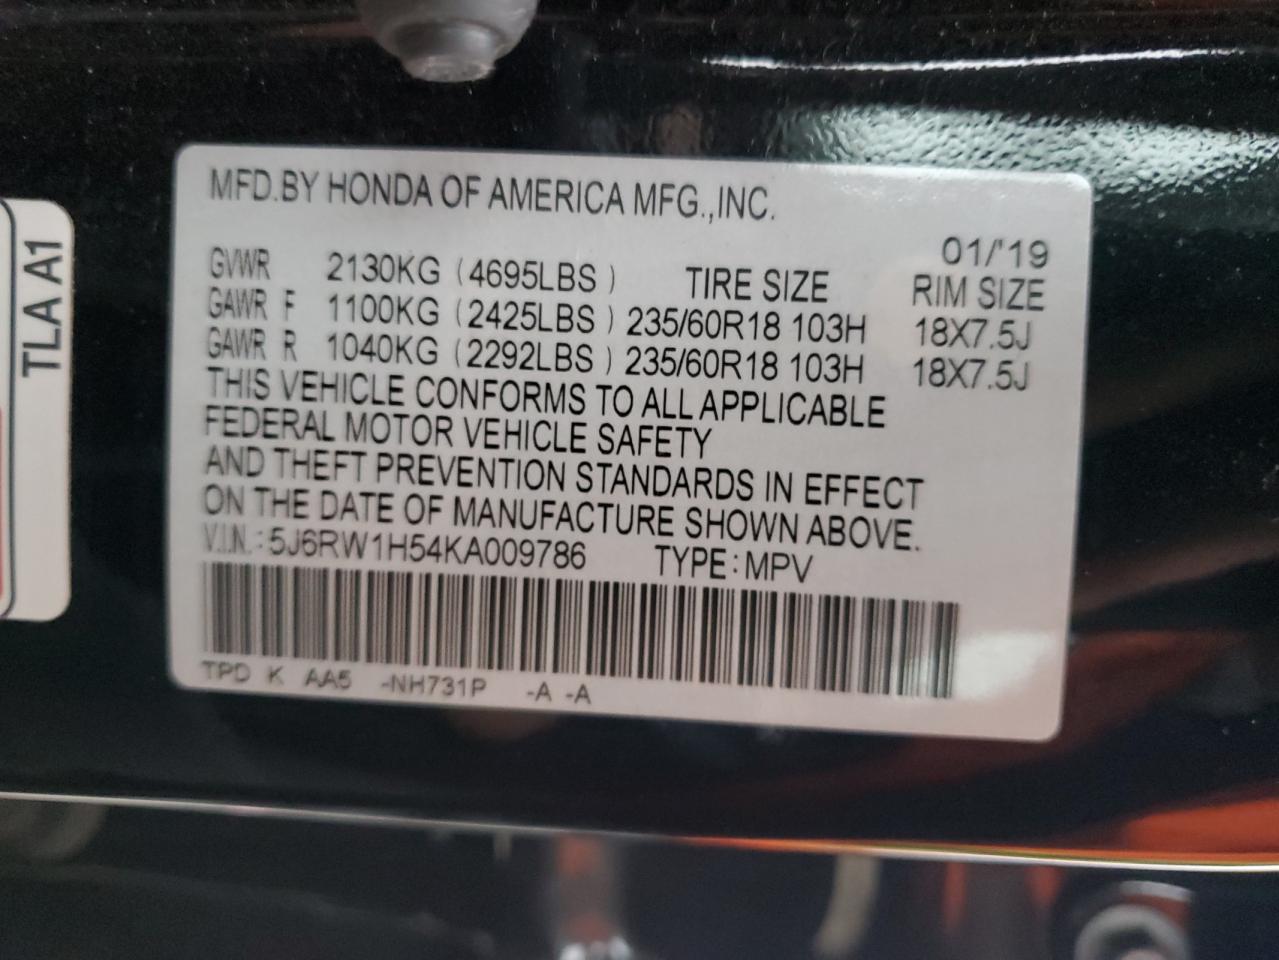 MFD.BY HONDA OF AMERICA MFG.,INC.
01/'19
GVWR 2130KG (4695LBS) TIRE SIZE RIM SIZE
GAWR F 1100KG (2425LBS) 235/60R18 103H 18X7.5J
GAWR R 1040KG (2292LBS) 235/60R18 103H 18X7.5J
THIS VEHICLE CONFORMS TO ALL APPLICABLE
FEDERAL MOTOR VEHICLE SAFETY
AND THEFT PREVENTION STANDARDS IN EFFECT
ON THE DATE OF MANUFACTURE SHOWN ABOVE.
V.I.N.: 5J6RW1H54KA009786 TYPE: MPV
TPD K AA5 -NH731P -A -A
TLA A1